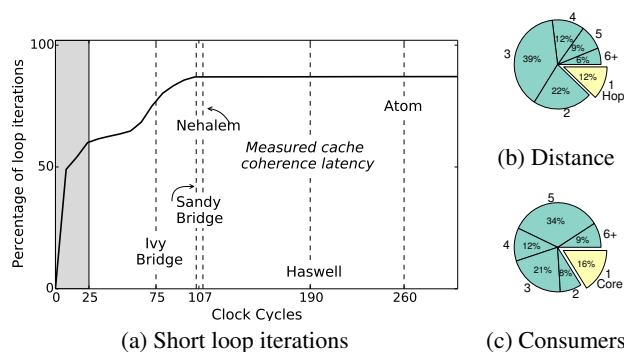 100
50
0
Percentage of loop iterations
Nehalem
Atom
Measured cache
coherence latency
Sandy
Bridge
Ivy
Bridge
Haswell
0 25 75 107 190 260
Clock Cycles
(a) Short loop iterations
4
5
6+
3
12%
9%
6%
39%
12%
22%
1
Hop
2
(b) Distance
5
34%
6+
9%
4
12%
16%
1
Core
21%
8%
3
2
(c) Consumers